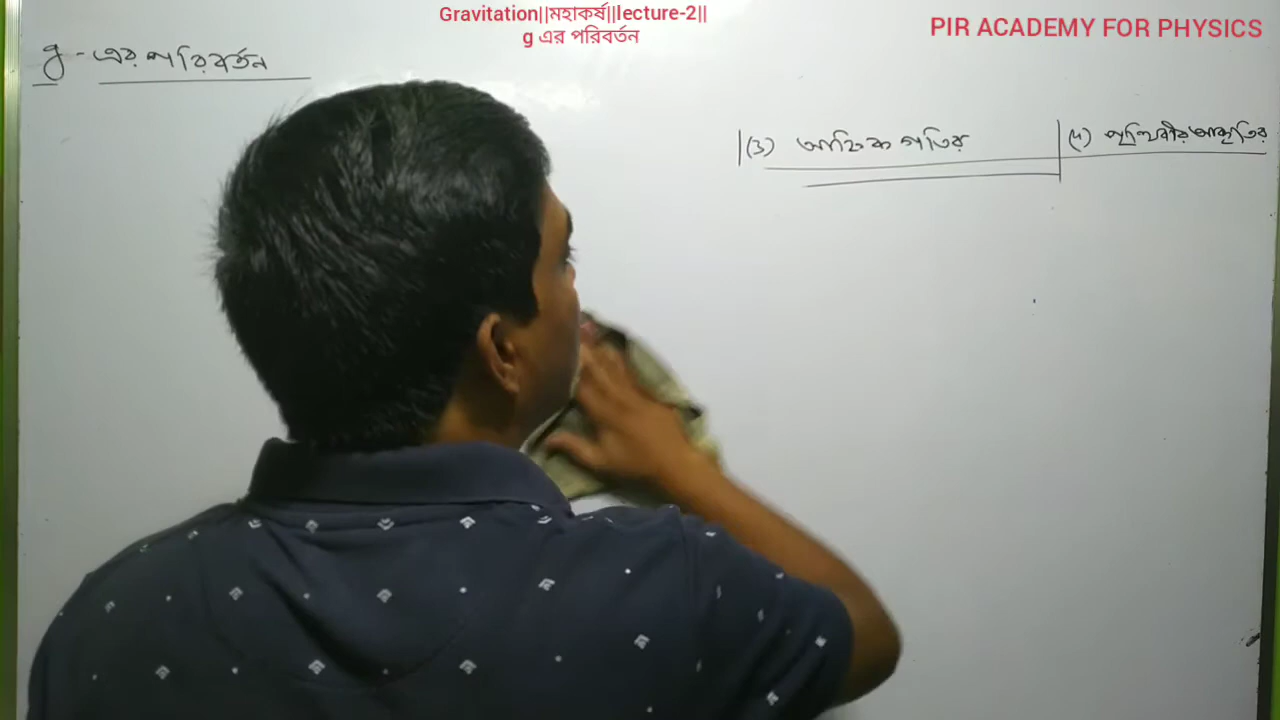 Gravitation||মহাকর্ষ||lecture-2||
g এর পরিবর্তন
PIR ACADEMY FOR PHYSICS
g - এর পরিবর্তন
(3) আহ্নিক গতির
(৪) পৃথিবীর আকৃতির